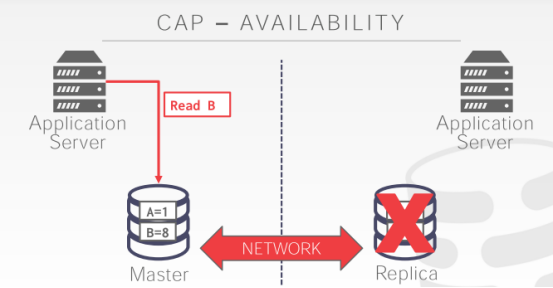 CAP – AVAILABILITY
Application
Server
Read B
Application
Server
A=1
B=8
NETWORK
Master
Replica